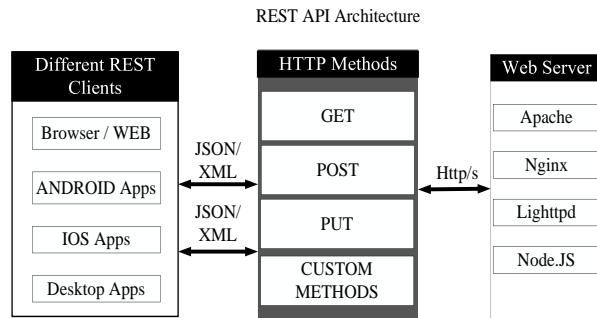 REST API Architecture
Different REST
Clients
Browser / WEB
ANDROID Apps
IOS Apps
Desktop Apps
JSON/
XML
JSON/
XML
HTTP Methods
GET
POST
PUT
CUSTOM
METHODS
Http/s
Web Server
Apache
Nginx
Lighttpd
Node.JS